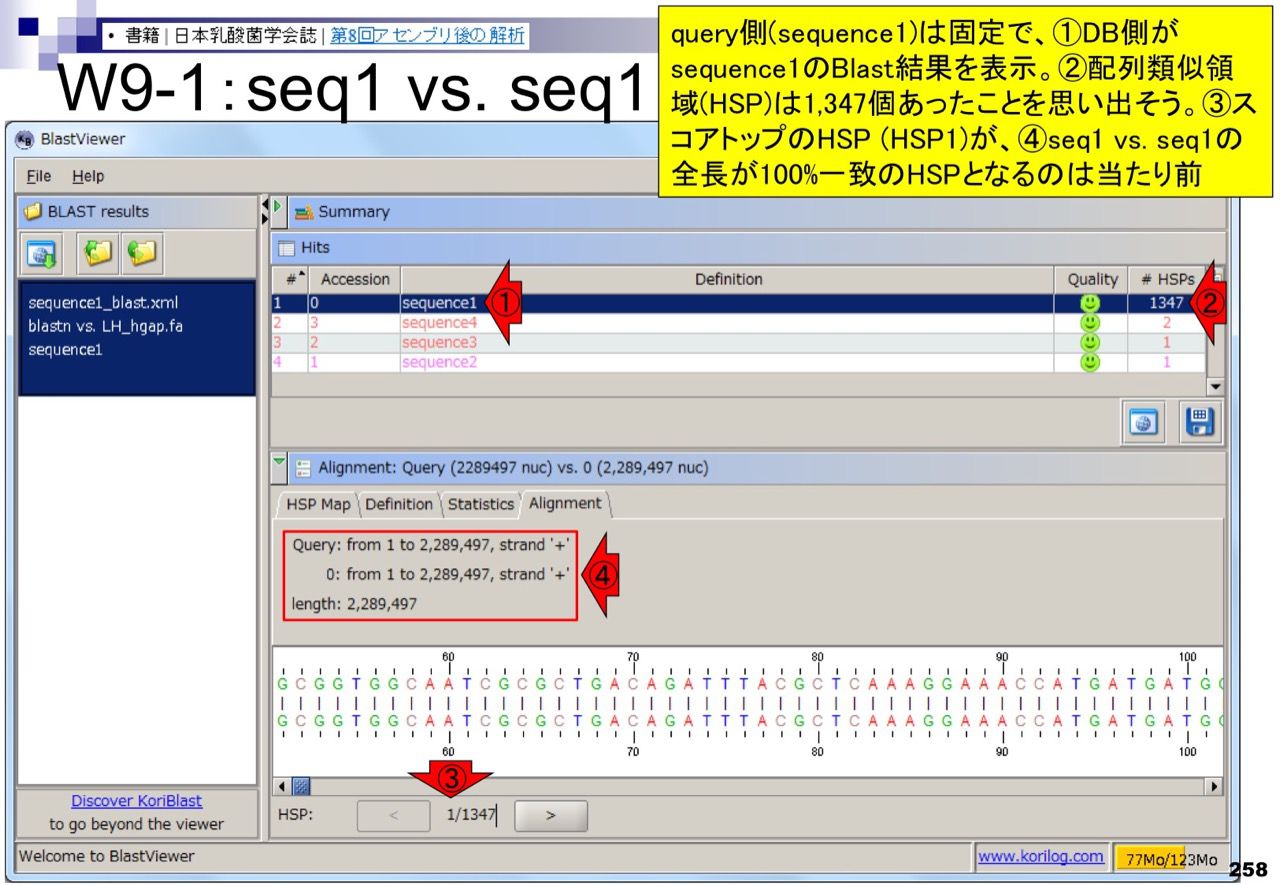 • 書籍 | 日本乳酸菌学会誌 | 第8回アセンブリ後の解析
W9-1：seq1 vs. seq1
query側(sequence1)は固定で、①DB側が
sequence1のBlast結果を表示。②配列類似領
域(HSP)は1,347個あったことを思い出そう。③ス
コアトップのHSP (HSP1)が、④seq1 vs. seq1の
全長が100%一致のHSPとなるのは当たり前
BlastViewer
File Help
BLAST results
sequence1_blast.xml
blastn vs. LH_hgap.fa
sequence1
Discover KoriBlast
to go beyond the viewer
Summary
Hits
# Accession Definition Quality # HSPs
1 0 sequence1 ① 1347 ②
2 3 sequence4 2
3 2 sequence3 1
4 1 sequence2 1
Alignment: Query (2289497 nuc) vs. 0 (2,289,497 nuc)
HSP Map Definition Statistics Alignment
Query: from 1 to 2,289,497, strand '+'
0: from 1 to 2,289,497, strand '+'
④
length: 2,289,497
60 70 80 90 100
G C G G T G G C A A T C G C G C T G A C A G A T T T A C G C T C A A A G G A A A C C A T G A T G A T G
G C G G T G G C A A T C G C G C T G A C A G A T T T A C G C T C A A A G G A A A C C A T G A T G A T G
60 70 80 90 100
③
HSP: < 1/1347 >
Welcome to BlastViewer
www.korilog.com 77Mo/123Mo
258